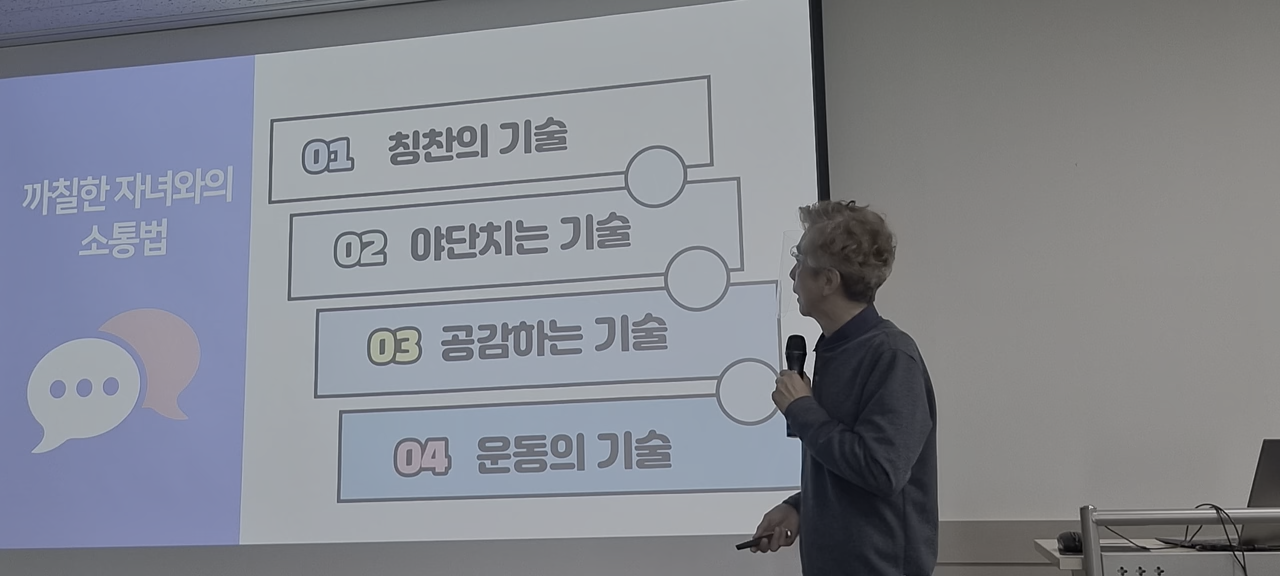 까칠한 자녀와의
소통법
01 칭찬의 기술
02 야단치는 기술
03 공감하는 기술
04 운동의 기술